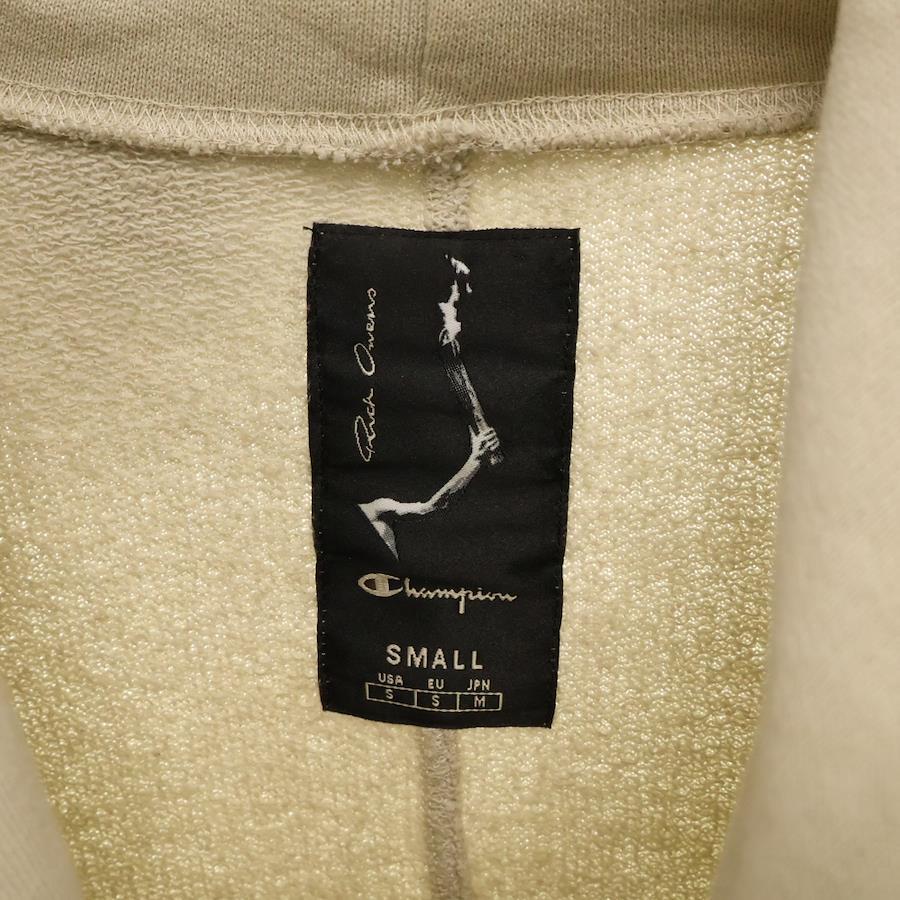 Rick Owens
Champion
SMALL
USA EU JPN
S S M